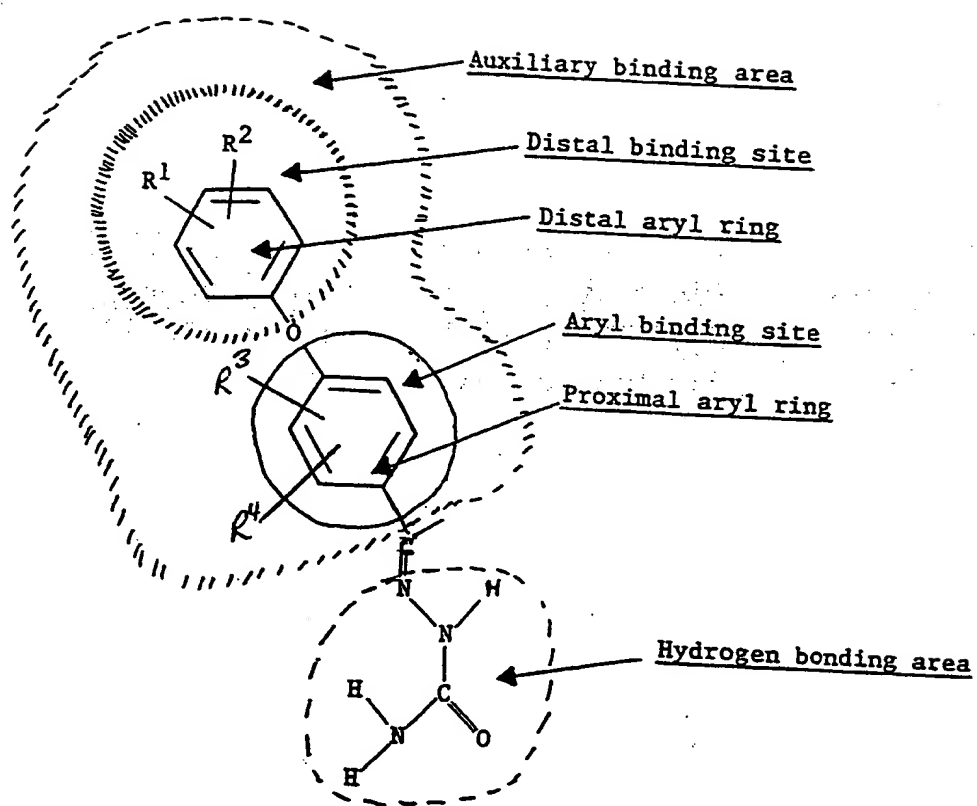 Auxiliary binding area
Distal binding site
R²
R¹
Distal aryl ring
O
Aryl binding site
R³
Proximal aryl ring
R⁴
N
H
N
Hydrogen bonding area
H
C
N
O
H